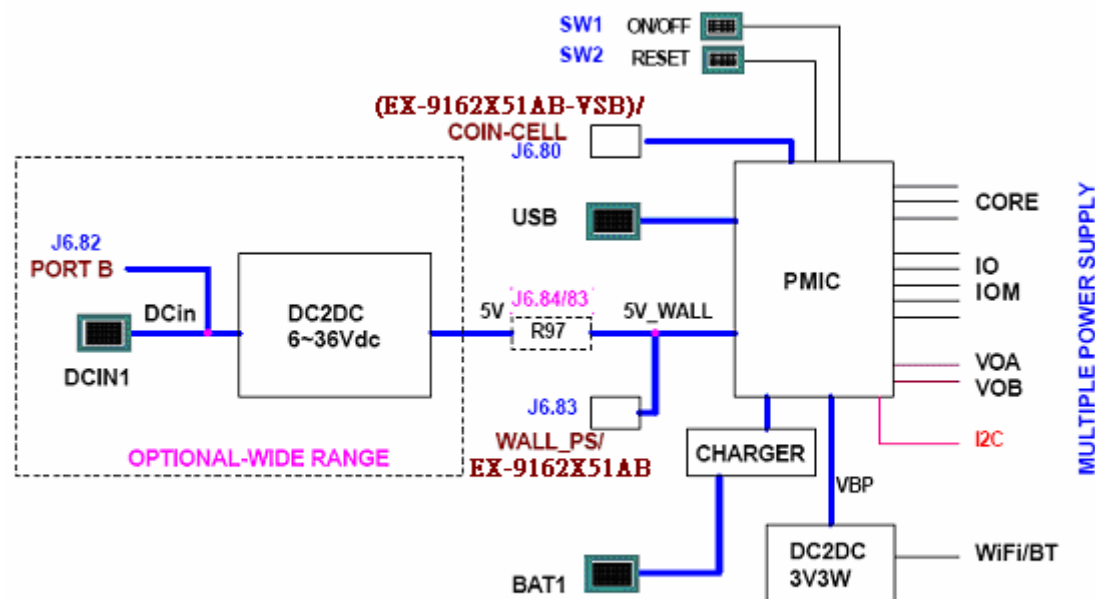 SW1 ON/OFF
SW2 RESET
(EX-9162X51AB-VSB)/
COIN-CELL
J6.80
USB
J6.82
PORT B
DCin
DCIN1
DC2DC
6~36Vdc
OPTIONAL-WIDE RANGE
5V
J6.84/83
R97
5V_WALL
J6.83
WALL_PS/
EX-9162X51AB
PMIC
CORE
IO
IOM
VOA
VOB
I2C
MULTIPLE POWER SUPPLY
CHARGER
VBP
BAT1
DC2DC
3V3W
WiFi/BT